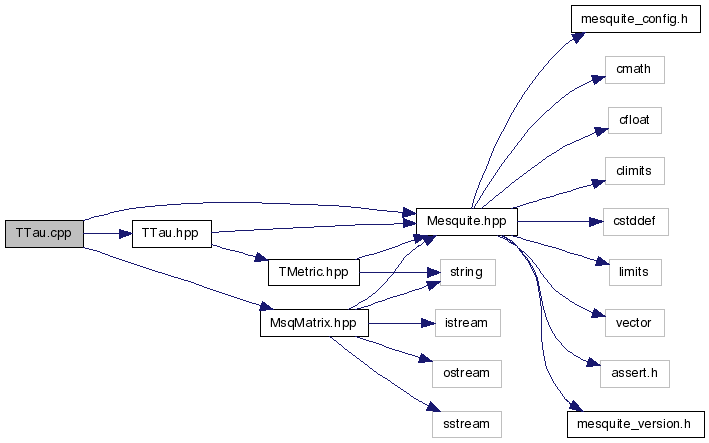 mesquite_config.h
cmath
cfloat
climits
TTau.cpp
TTau.hpp
Mesquite.hpp
cstddef
TMetric.hpp
string
limits
MsqMatrix.hpp
istream
vector
ostream
assert.h
sstream
mesquite_version.h